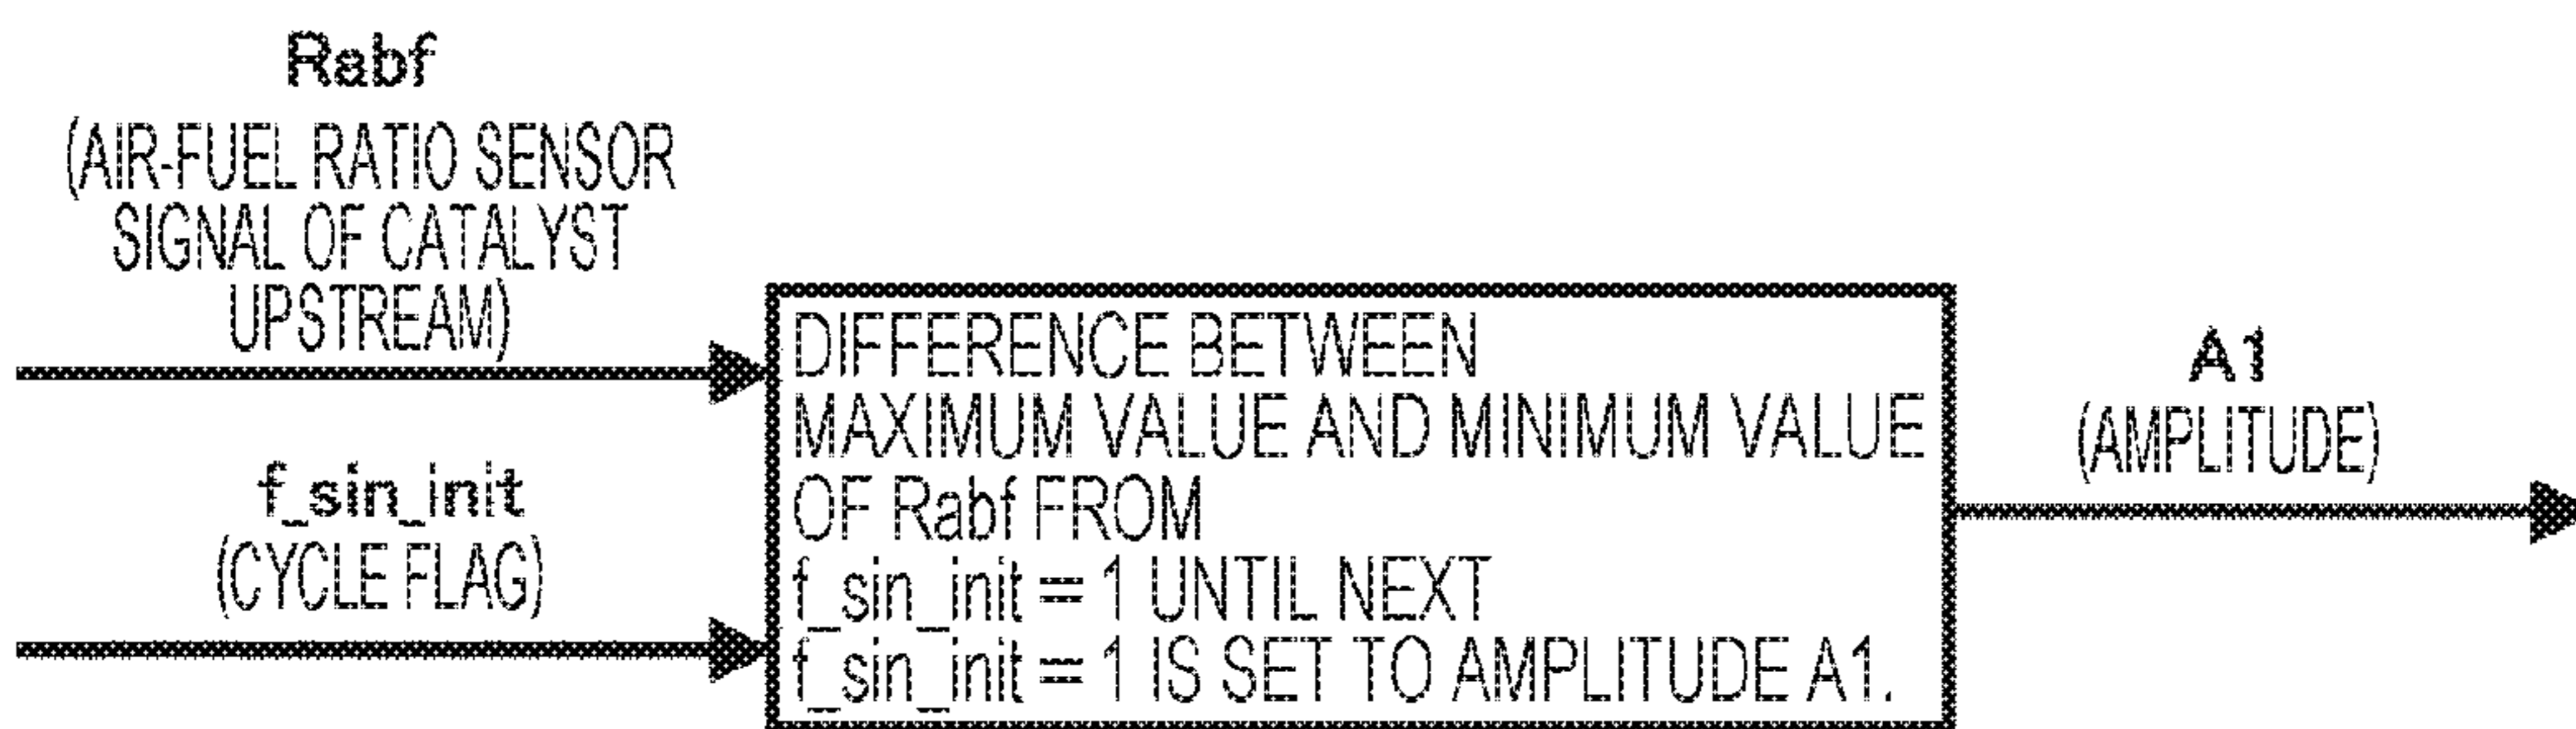 Rabf
(AIR-FUEL RATIO SENSOR
SIGNAL OF CATALYST
UPSTREAM)
f_sin_init
(CYCLE FLAG)
DIFFERENCE BETWEEN
MAXIMUM VALUE AND MINIMUM VALUE
OF Rabf FROM
f_sin_init = 1 UNTIL NEXT
f_sin_init = 1 IS SET TO AMPLITUDE A1.
A1
(AMPLITUDE)